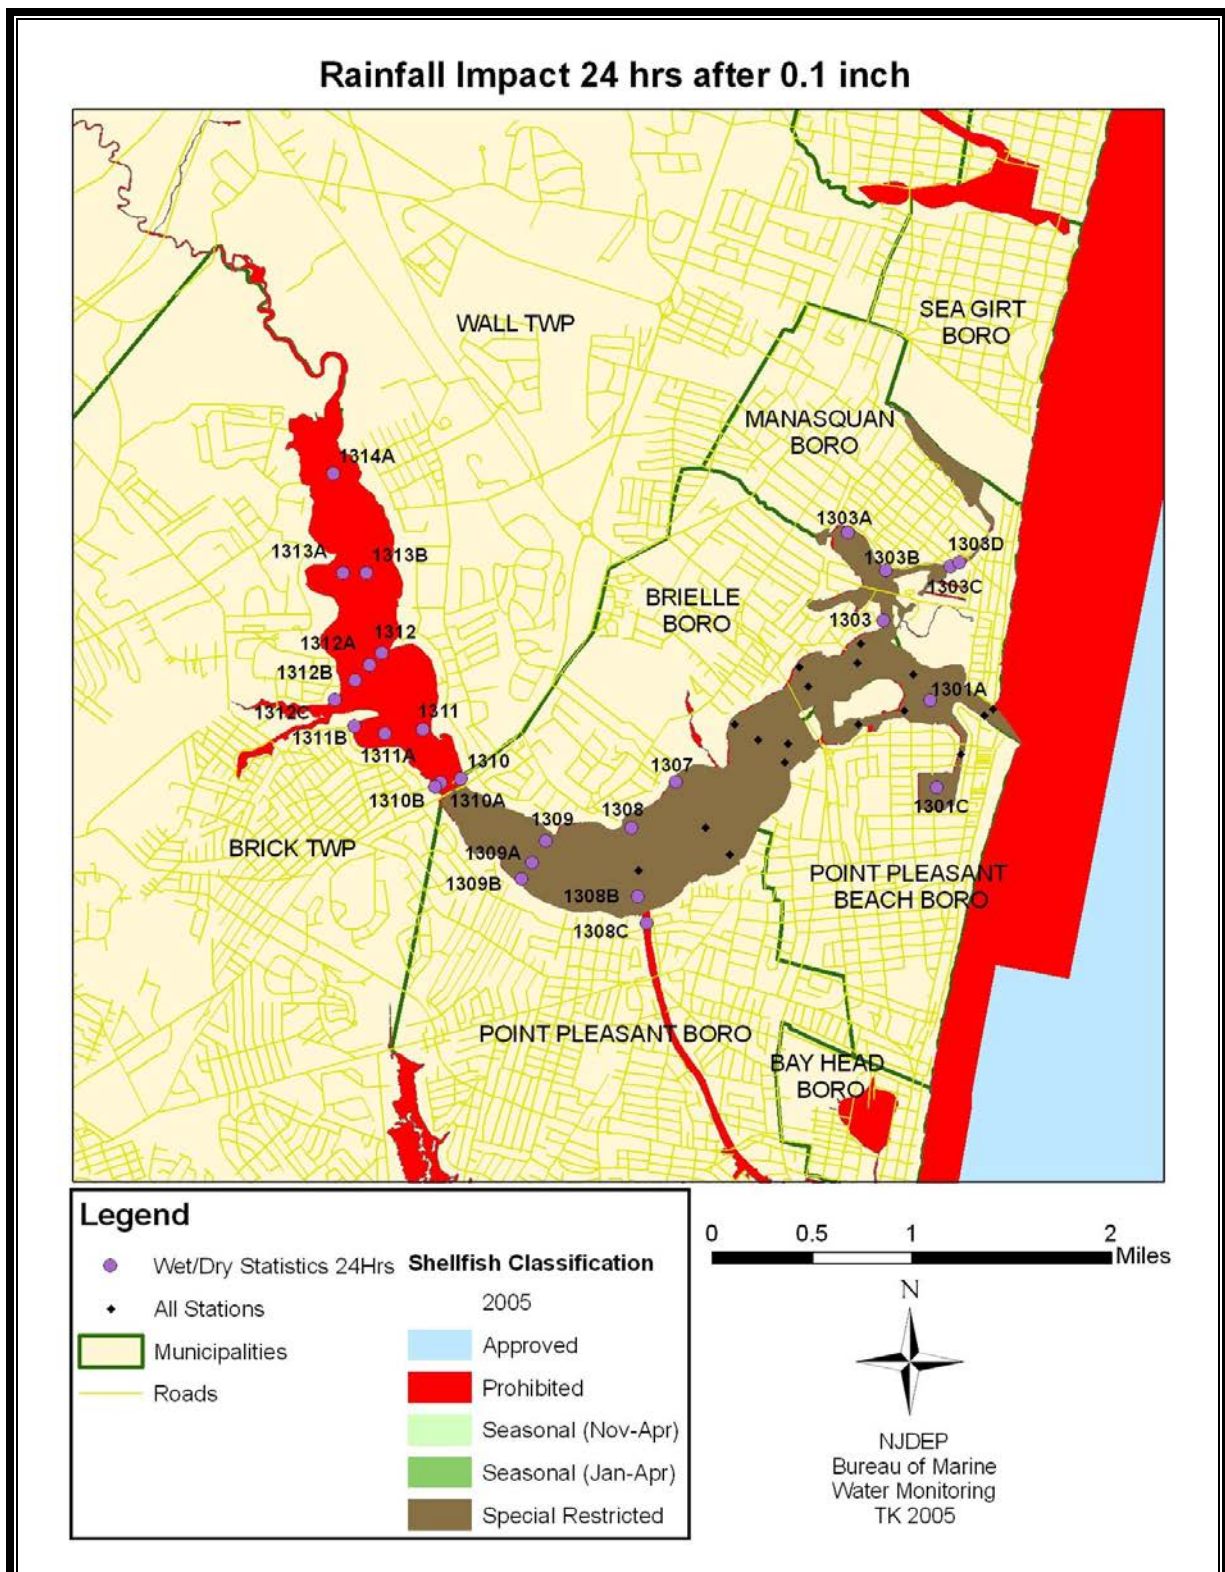 Rainfall Impact 24 hrs after 0.1 inch
WALL TWP
SEA GIRT
BORO
MANASQUAN
BORO
1314A
1303A
1313A
1313B
1303B
1303D
1303C
BRIELLE
BORO
1303
1312A
1312
1312B
1301A
1312C
1311B
1311
1311A
1310
1307
1310B
1310A
1301C
1309
1308
BRICK TWP
1309A
1309B
1308B
POINT PLEASANT
BEACH BORO
1308C
POINT PLEASANT BORO
BAY HEAD
BORO
Legend
Wet/Dry Statistics 24Hrs
All Stations
Municipalities
Roads
Shellfish Classification
2005
Approved
Prohibited
Seasonal (Nov-Apr)
Seasonal (Jan-Apr)
Special Restricted
0 0.5 1 2
Miles
N
NJDEP
Bureau of Marine
Water Monitoring
TK 2005